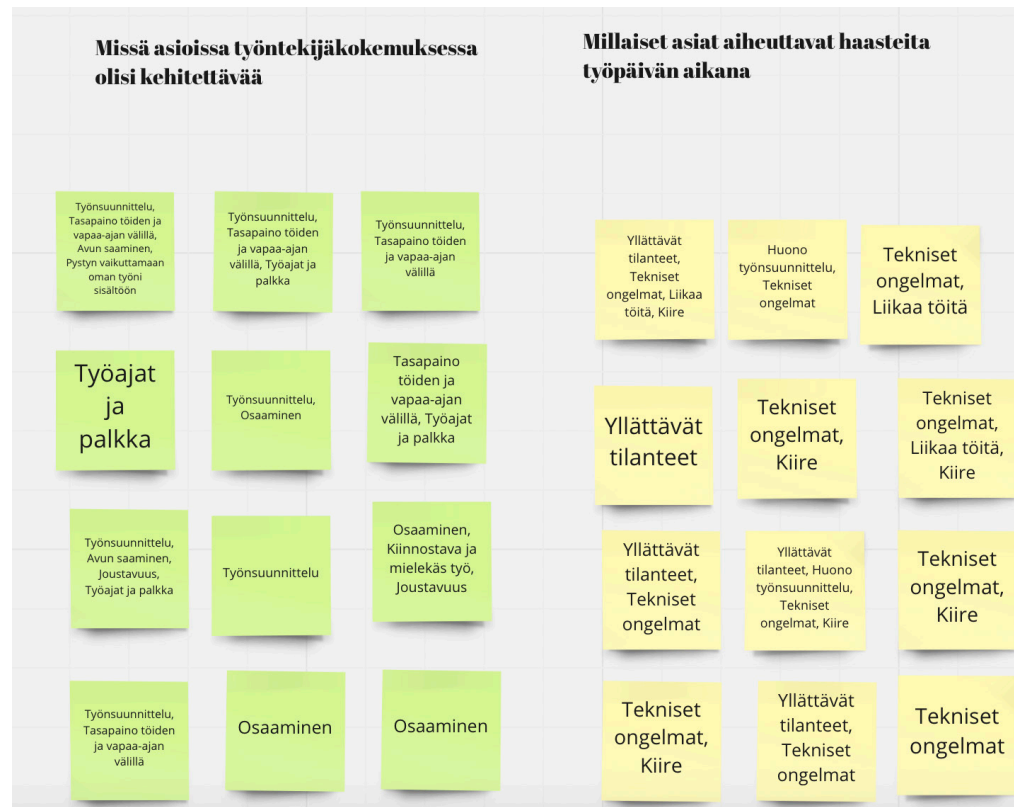 Missä asioissa työntekijäkokemuksessa
olisi kehitettävää
Työnsuunnittelu,
Tasapaino töiden ja
vapaa-ajan välillä,
Avun saaminen,
Pystyn vaikuttamaan
oman työni
sisältöön
Työnsuunnittelu,
Tasapaino töiden
ja vapaa-ajan
välillä, Työajat ja
palkka
Työnsuunnittelu,
Tasapaino töiden
ja vapaa-ajan
välillä
Työajat
ja
palkka
Työnsuunnittelu,
Osaaminen
Tasapaino
töiden ja
vapaa-ajan
välillä, Työajat
ja palkka
Työnsuunnittelu,
Avun saaminen,
Joustavuus,
Työajat ja palkka
Työnsuunnittelu
Osaaminen,
Kiinnostava ja
mielekäs työ,
Joustavuus
Työnsuunnittelu,
Tasapaino töiden
ja vapaa-ajan
välillä
Osaaminen
Osaaminen
Millaiset asiat aiheuttavat haasteita
työpäivän aikana
Yllättävät
tilanteet,
Tekniset
ongelmat, Liikaa
töitä, Kiire
Huono
työnsuunnittelu,
Tekniset
ongelmat
Tekniset
ongelmat,
Liikaa töitä
Yllättävät
tilanteet
Tekniset
ongelmat,
Kiire
Tekniset
ongelmat,
Liikaa töitä,
Kiire
Yllättävät
tilanteet,
Tekniset
ongelmat
Yllättävät
tilanteet, Huono
työnsuunnittelu,
Tekniset
ongelmat, Kiire
Tekniset
ongelmat,
Kiire
Tekniset
ongelmat,
Kiire
Yllättävät
tilanteet,
Tekniset
ongelmat
Tekniset
ongelmat